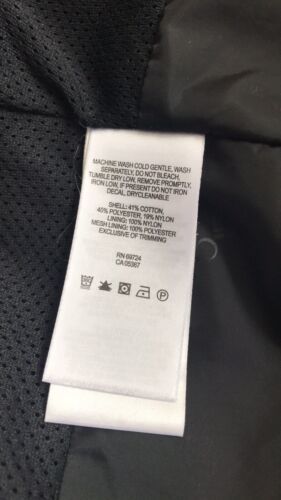 MACHINE WASH COLD GENTLE, WASH
SEPARATELY, DO NOT BLEACH,
TUMBLE DRY LOW, REMOVE PROMPTLY,
IRON LOW, IF PRESENT DO NOT IRON
DECAL, DRYCLEANABLE
SHELL: 41% COTTON,
40% POLYESTER, 19% NYLON
LINING: 100% NYLON
MESH LINING: 100% POLYESTER
EXCLUSIVE OF TRIMMING
RN 69724
CA 05367
P